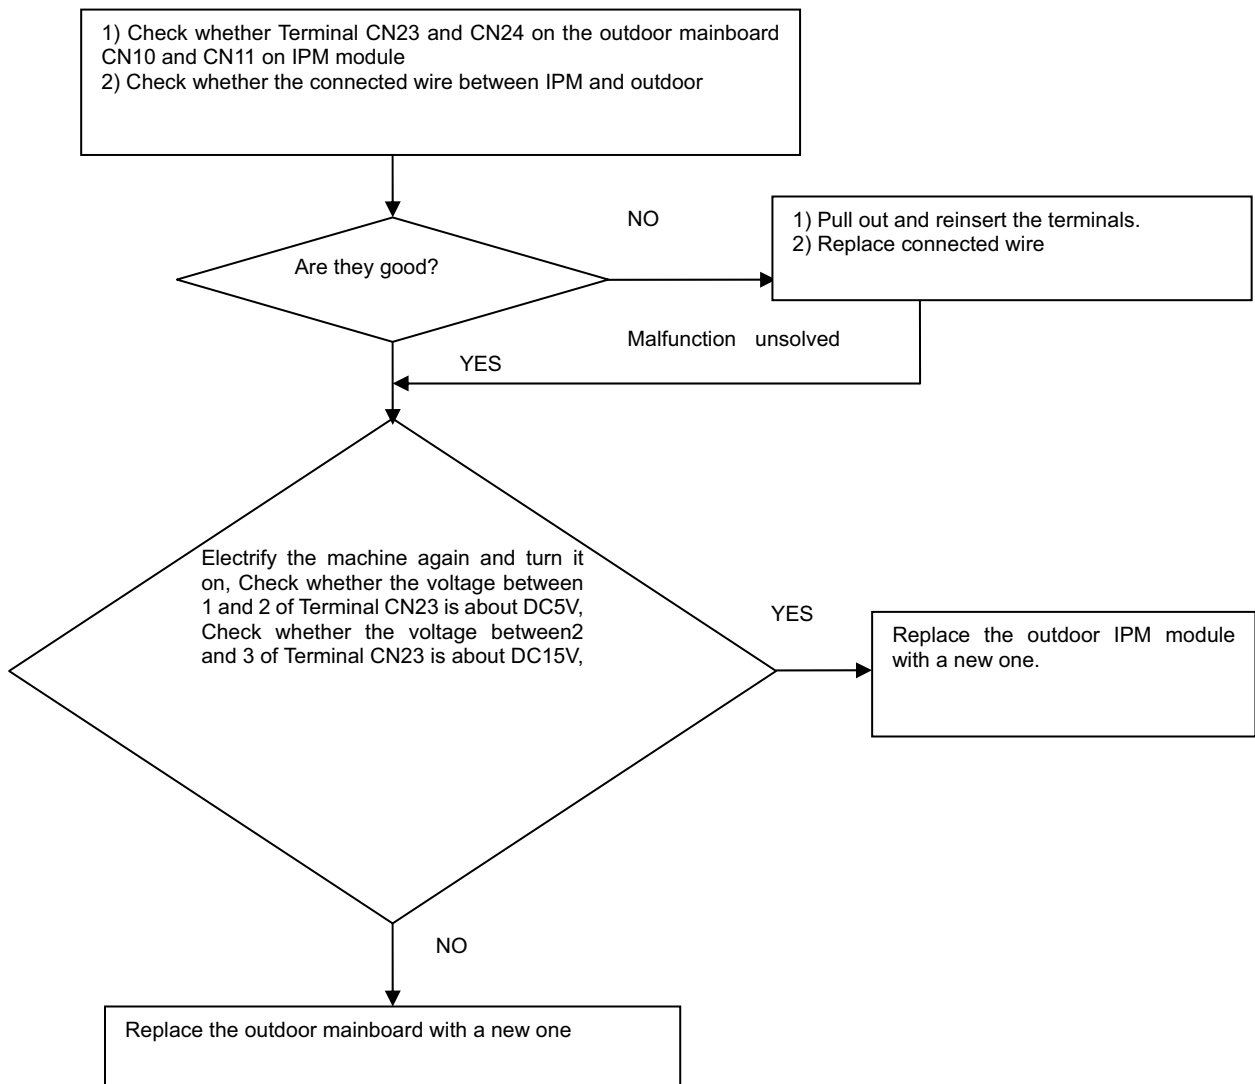 1) Check whether Terminal CN23 and CN24 on the outdoor mainboard
CN10 and CN11 on IPM module
2) Check whether the connected wire between IPM and outdoor
NO
1) Pull out and reinsert the terminals.
2) Replace connected wire
Are they good?
Malfunction unsolved
YES
Electrify the machine again and turn it
on, Check whether the voltage between
1 and 2 of Terminal CN23 is about DC5V,
Check whether the voltage between2
and 3 of Terminal CN23 is about DC15V,
YES
Replace the outdoor IPM module
with a new one.
NO
Replace the outdoor mainboard with a new one